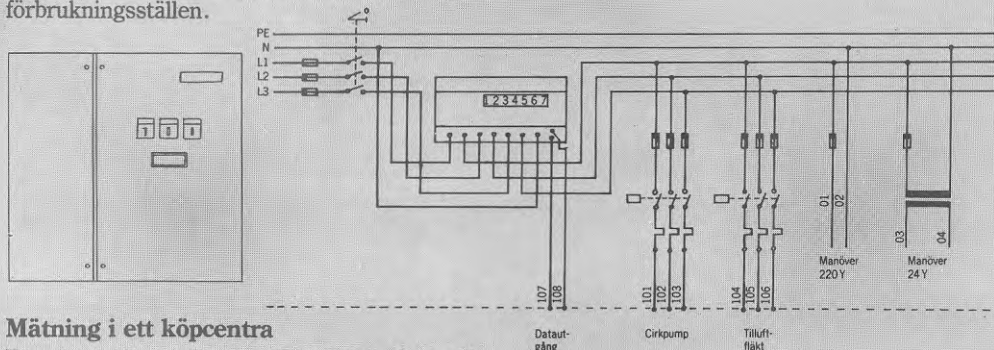 förbrukningsställen.
PE
N
L1
L2
L3
1234567
01
02
03
04
Manöver
220 Y
Manöver
24 Y
107
108
101
102
103
104
105
106
Dataut-
gång
Cirkpump
Tilluft-
fläkt
Mätning i ett köpcentra